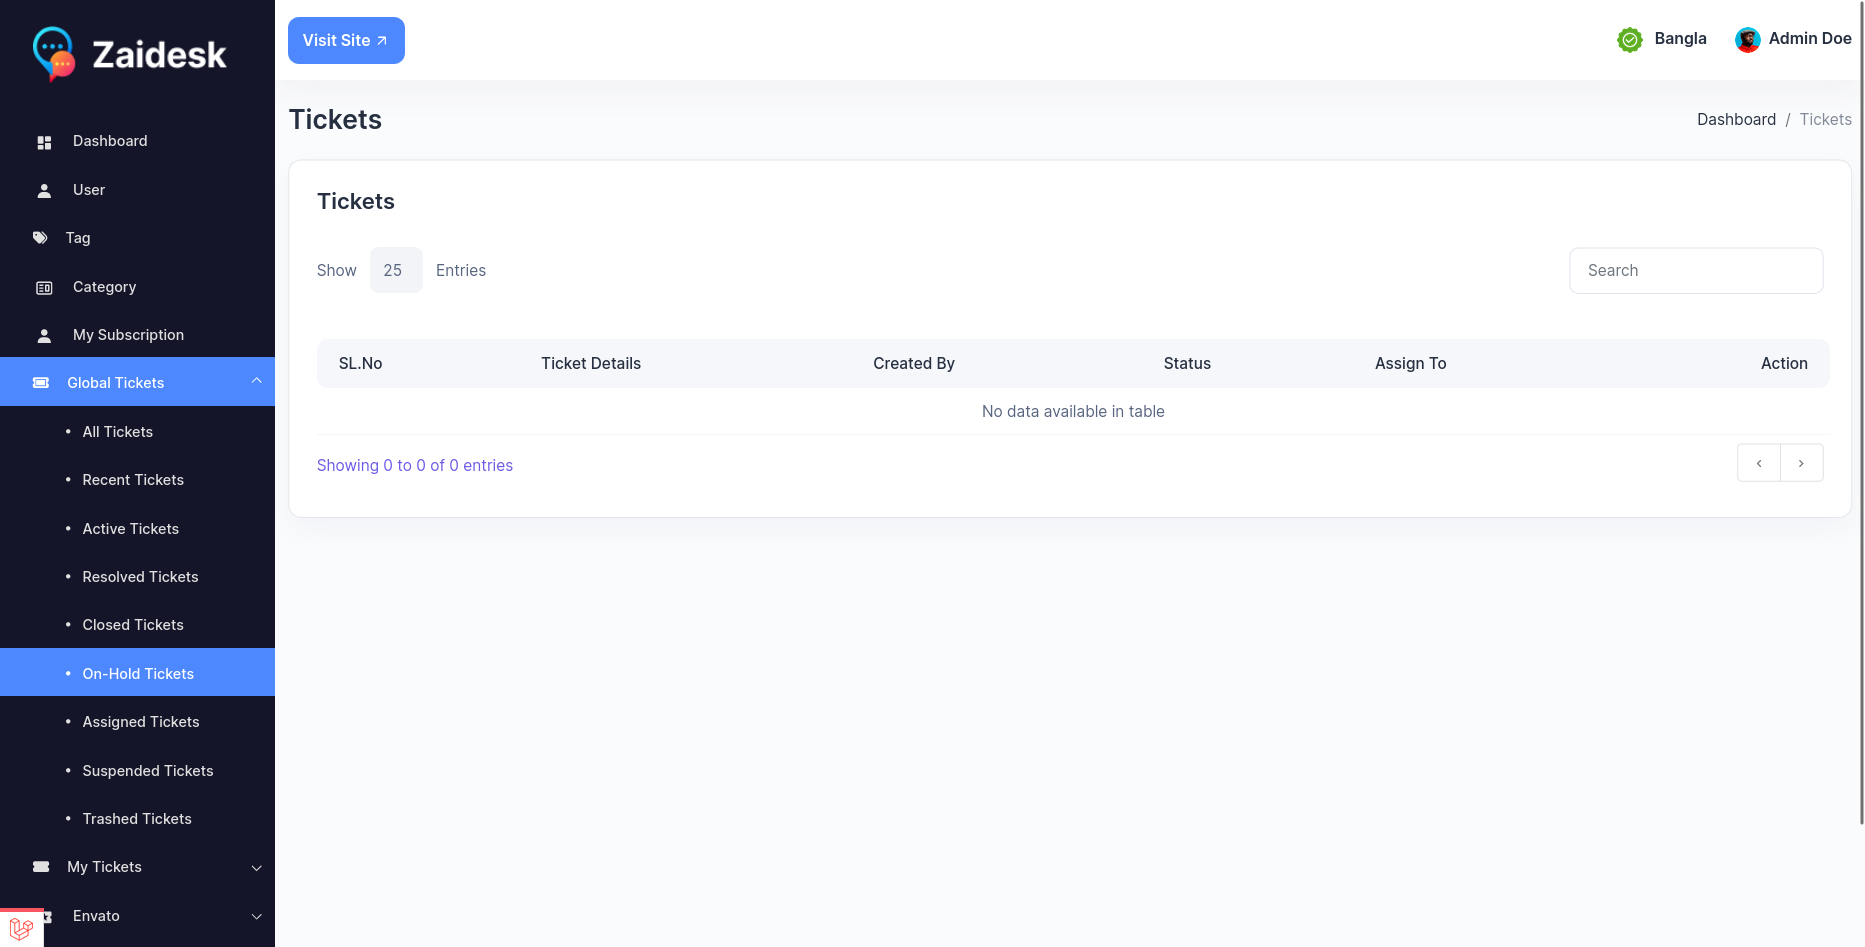 Zaidesk
Visit Site
Bangla
Admin Doe
Dashboard
User
Tag
Category
My Subscription
Global Tickets
• All Tickets
• Recent Tickets
• Active Tickets
• Resolved Tickets
• Closed Tickets
• On-Hold Tickets
• Assigned Tickets
• Suspended Tickets
• Trashed Tickets
My Tickets
Envato
Tickets
Dashboard / Tickets
Tickets
Show 25 Entries
Search
SL.No Ticket Details Created By Status Assign To Action
No data available in table
Showing 0 to 0 of 0 entries
‹ ›